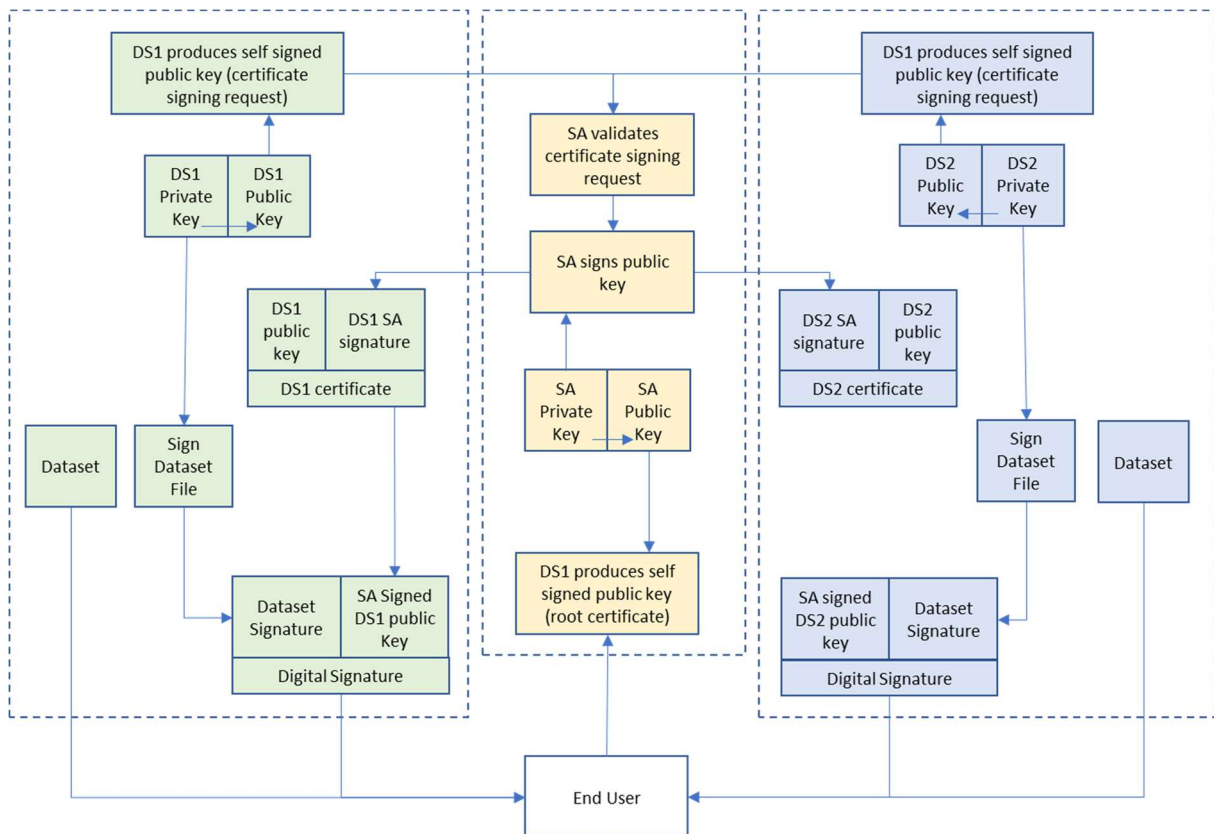 DS1 produces self signed
public key (certificate
signing request)
DS1
Private
Key
DS1
Public
Key
DS1
public
key
DS1 SA
signature
DS1 certificate
Dataset
Sign
Dataset
File
Dataset
Signature
SA Signed
DS1 public
Key
Digital Signature
SA validates
certificate signing
request
SA signs public
key
SA
Private
Key
SA
Public
Key
DS1 produces self
signed public key
(root certificate)
DS1 produces self signed
public key (certificate
signing request)
DS2
Public
Key
DS2
Private
Key
DS2 SA
signature
DS2
public
key
DS2 certificate
Sign
Dataset
File
Dataset
SA signed
DS2 public
key
Dataset
Signature
Digital Signature
End User